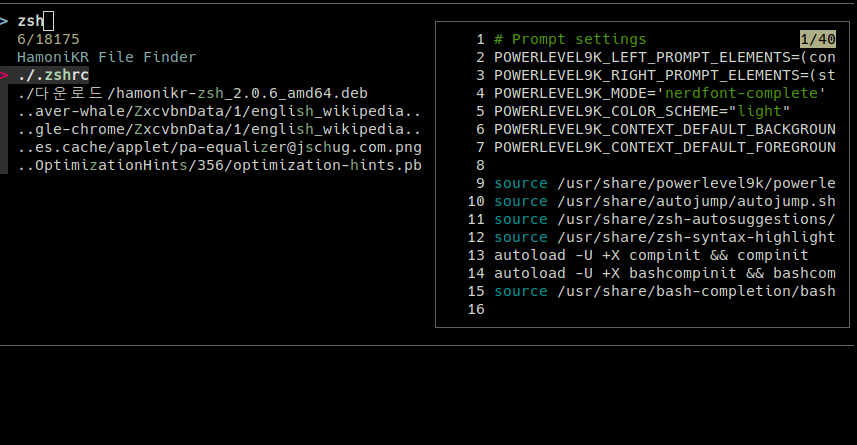 > zsh
6/18175
HamoniKR File Finder
> ./.zshrc
./다운로드/hamonikr-zsh_2.0.6_amd64.deb
..aver-whale/ZxcvbnData/1/english_wikipedia..
..gle-chrome/ZxcvbnData/1/english_wikipedia..
..es.cache/applet/pa-equalizer@jschug.com.png
..OptimizationHints/356/optimization-hints.pb
1 # Prompt settings 1/40
2 POWERLEVEL9K_LEFT_PROMPT_ELEMENTS=(con
3 POWERLEVEL9K_RIGHT_PROMPT_ELEMENTS=(st
4 POWERLEVEL9K_MODE='nerdfont-complete'
5 POWERLEVEL9K_COLOR_SCHEME="light"
6 POWERLEVEL9K_CONTEXT_DEFAULT_BACKGROUN
7 POWERLEVEL9K_CONTEXT_DEFAULT_FOREGROUN
8
9 source /usr/share/powerlevel9k/powerle
10 source /usr/share/autojump/autojump.sh
11 source /usr/share/zsh-autosuggestions/
12 source /usr/share/zsh-syntax-highlight
13 autoload -U +X compinit && compinit
14 autoload -U +X bashcompinit && bashcom
15 source /usr/share/bash-completion/bash
16